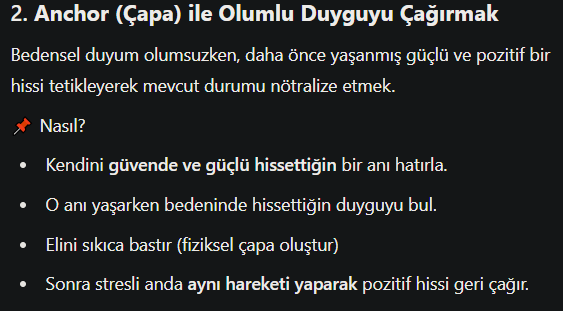 2. Anchor (Çapa) ile Olumlu Duyguyu Çağırmak
Bedensel duyum olumsuzken, daha önce yaşanmış güçlü ve pozitif bir
hissi tetikleyerek mevcut durumu nötralize etmek.
📌 Nasıl?
• Kendini güvende ve güçlü hissettiğin bir anı hatırla.
• O anı yaşarken bedeninde hissettiğin duyguyu bul.
• Elini sıkıca bastır (fiziksel çapa oluştur)
• Sonra stresli anda aynı hareketi yaparak pozitif hissi geri çağır.